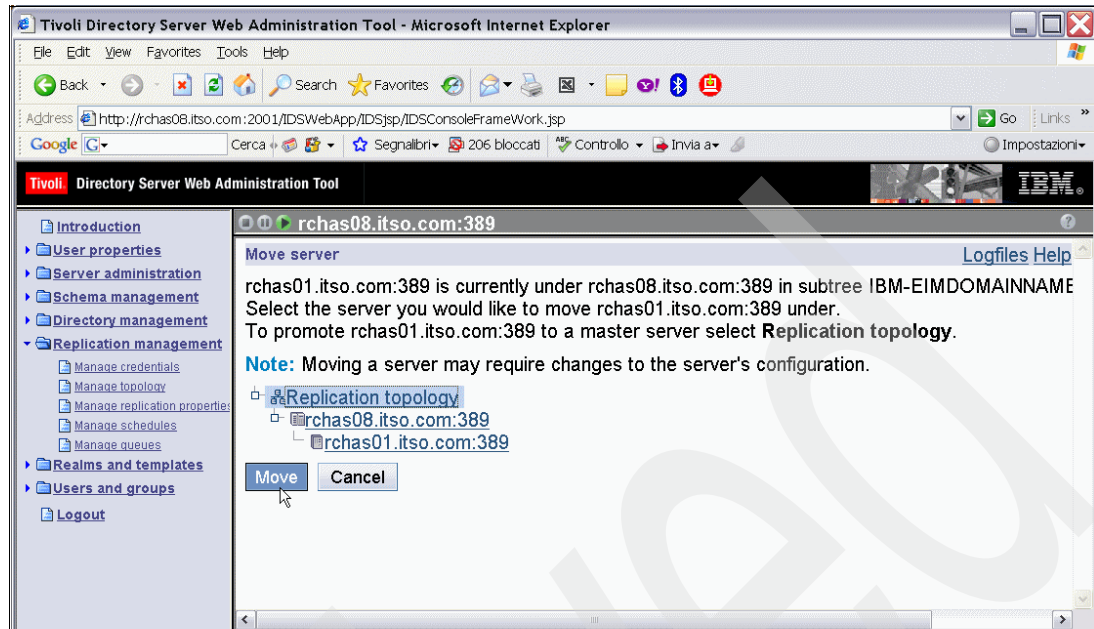 Tivoli Directory Server Web Administration Tool - Microsoft Internet Explorer
File Edit View Favorites Tools Help
Back Search Favorites
Address http://rchas08.itso.com:2001/IDSWebApp/IDSjsp/IDSConsoleFrameWork.jsp Go Links »
Google G Cerca Segnalibri 206 bloccati Controllo Invia a Impostazioni
Tivoli. Directory Server Web Administration Tool IBM®
Introduction
User properties
Server administration
Schema management
Directory management
Replication management
Manage credentials
Manage topology
Manage replication properties
Manage schedules
Manage queues
Realms and templates
Users and groups
Logout
rchas08.itso.com:389 ?
Move server Logfiles Help
rchas01.itso.com:389 is currently under rchas08.itso.com:389 in subtree IBM-EIMDOMAINNAME
Select the server you would like to move rchas01.itso.com:389 under.
To promote rchas01.itso.com:389 to a master server select Replication topology.
Note: Moving a server may require changes to the server's configuration.
Replication topology
rchas08.itso.com:389
rchas01.itso.com:389
Move Cancel